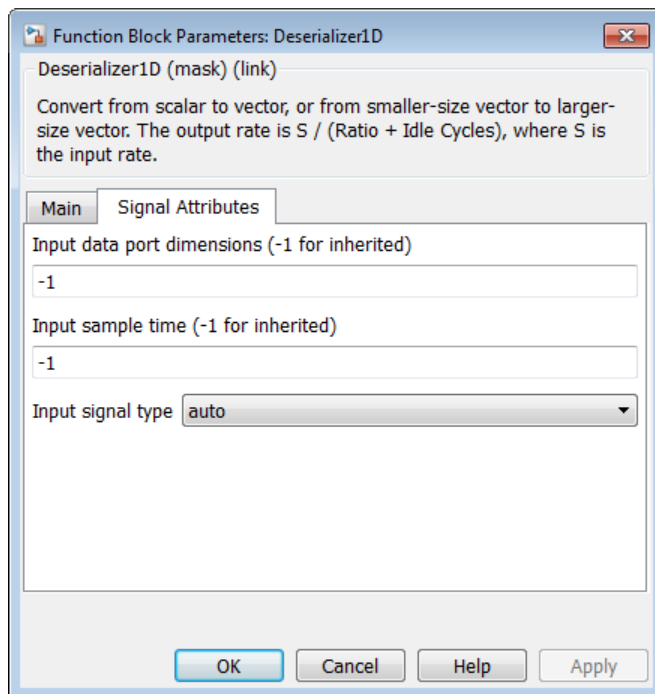 Function Block Parameters: Deserializer1D
Deserializer1D (mask) (link)
Convert from scalar to vector, or from smaller-size vector to larger-
size vector. The output rate is S / (Ratio + Idle Cycles), where S is
the input rate.
Main Signal Attributes
Input data port dimensions (-1 for inherited)
-1
Input sample time (-1 for inherited)
-1
Input signal type auto
OK Cancel Help Apply